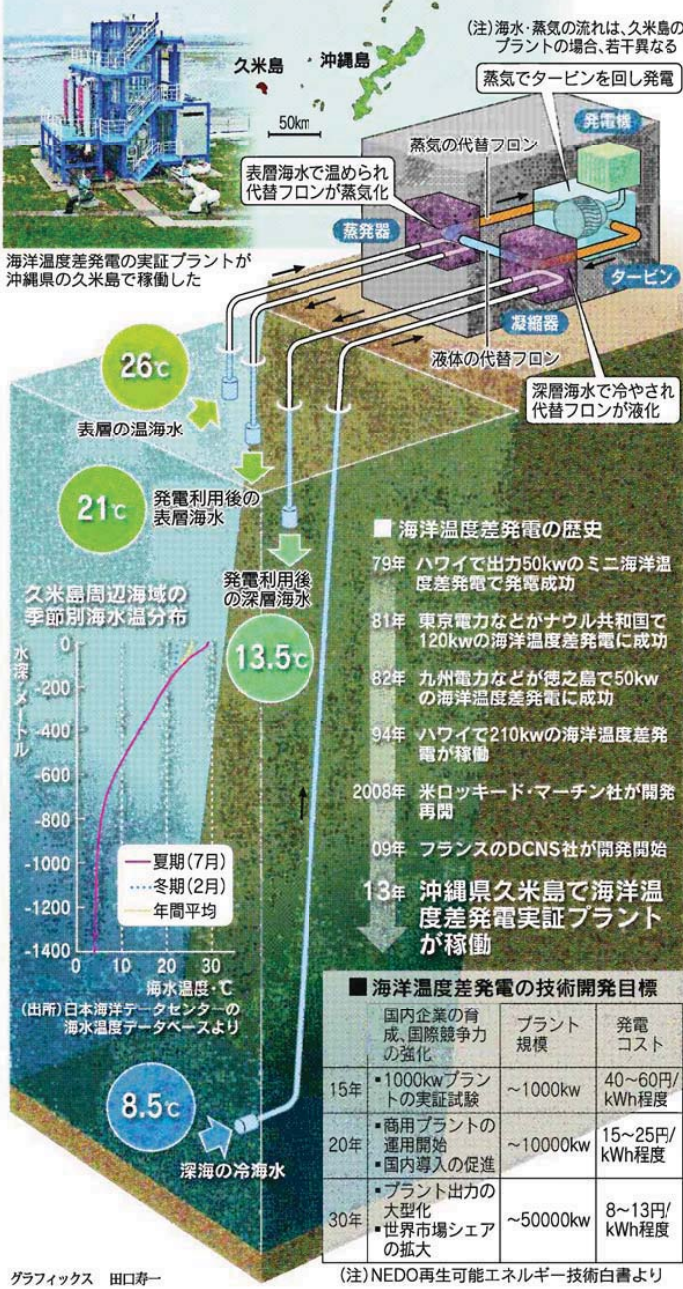 (注)海水・蒸気の流れは、久米島の
プラントの場合、若干異なる
久米島
沖縄島
50km
蒸気でタービンを回し発電
発電機
蒸気の代替フロン
表層海水で温められ
代替フロンが蒸気化
蒸発器
タービン
凝縮器
液体の代替フロン
深層海水で冷やされ
代替フロンが液化
海洋温度差発電の実証プラントが
沖縄県の久米島で稼働した
26℃
表層の温海水
21℃
発電利用後の
表層海水
発電利用後
の深層海水
13.5℃
久米島周辺海域の
季節別海水温分布
水深・メートル
0
-200
-400
-600
-800
-1000
-1200
-1400
0 10 20 30
海水温度・℃
夏期(7月)
冬期(2月)
年間平均
(出所)日本海洋データセンターの
海水温度データベースより
8.5℃
深海の冷海水
■ 海洋温度差発電の歴史
79年 ハワイで出力50kwのミニ海洋温
度差発電で発電成功
81年 東京電力などがナウル共和国で
120kwの海洋温度差発電に成功
82年 九州電力などが徳之島で50kw
の海洋温度差発電に成功
94年 ハワイで210kwの海洋温度差発
電が稼働
2008年 米ロッキード・マーチン社が開発
再開
09年 フランスのDCNS社が開発開始
13年 沖縄県久米島で海洋温
度差発電実証プラント
が稼働
■ 海洋温度差発電の技術開発目標
国内企業の育
成、国際競争力
の強化
プラント
規模
発電
コスト
15年
▪1000kwプラン
トの実証試験
~1000kw
40~60円/
kWh程度
20年
▪商用プラントの
運用開始
▪国内導入の促進
~10000kw
15~25円/
kWh程度
30年
▪プラント出力の
大型化
▪世界市場シェア
の拡大
~50000kw
8~13円/
kWh程度
(注)NEDO再生可能エネルギー技術白書より
グラフィックス 田口寿一